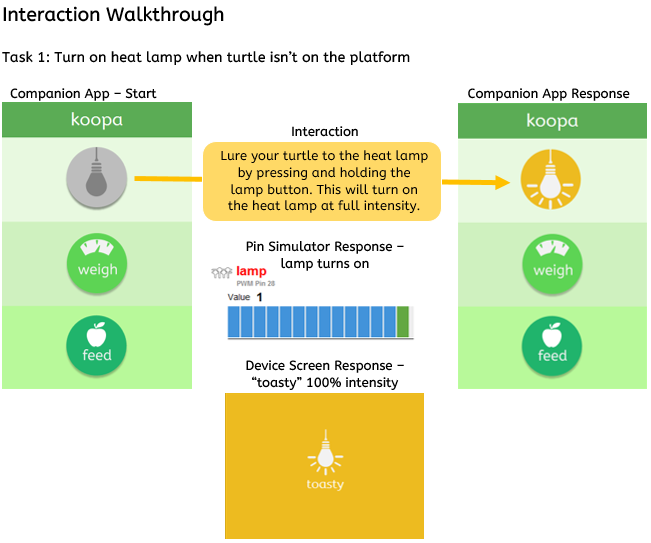 Interaction Walkthrough
Task 1: Turn on heat lamp when turtle isn't on the platform
Companion App – Start
koopa
weigh
feed
Interaction
Lure your turtle to the heat lamp
by pressing and holding the
lamp button. This will turn on
the heat lamp at full intensity.
Pin Simulator Response –
lamp turns on
lamp
PWM Pin 28
Value 1
Device Screen Response –
“toasty” 100% intensity
toasty
Companion App Response
koopa
weigh
feed